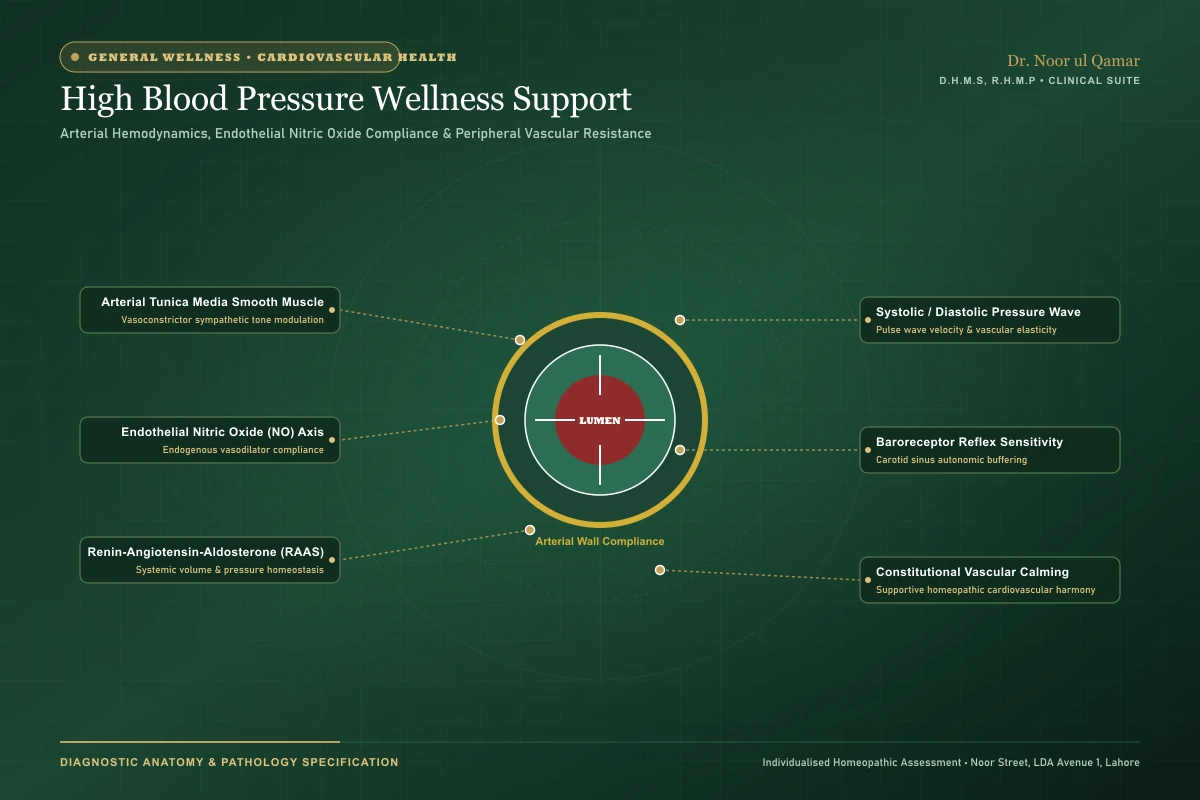 GENERAL WELLNESS • CARDIOVASCULAR HEALTH
High Blood Pressure Wellness Support
Arterial Hemodynamics, Endothelial Nitric Oxide Compliance & Peripheral Vascular Resistance
Dr. Noor ul Qamar
D.H.M.S, R.H.M.P • CLINICAL SUITE
Arterial Tunica Media Smooth Muscle
Vasoconstrictor sympathetic tone modulation
Endothelial Nitric Oxide (NO) Axis
Endogenous vasodilator compliance
Renin-Angiotensin-Aldosterone (RAAS)
Systemic volume & pressure homeostasis
LUMEN
Arterial Wall Compliance
Systolic / Diastolic Pressure Wave
Pulse wave velocity & vascular elasticity
Baroreceptor Reflex Sensitivity
Carotid sinus autonomic buffering
Constitutional Vascular Calming
Supportive homeopathic cardiovascular harmony
DIAGNOSTIC ANATOMY & PATHOLOGY SPECIFICATION
Individualised Homeopathic Assessment • Noor Street, LDA Avenue 1, Lahore